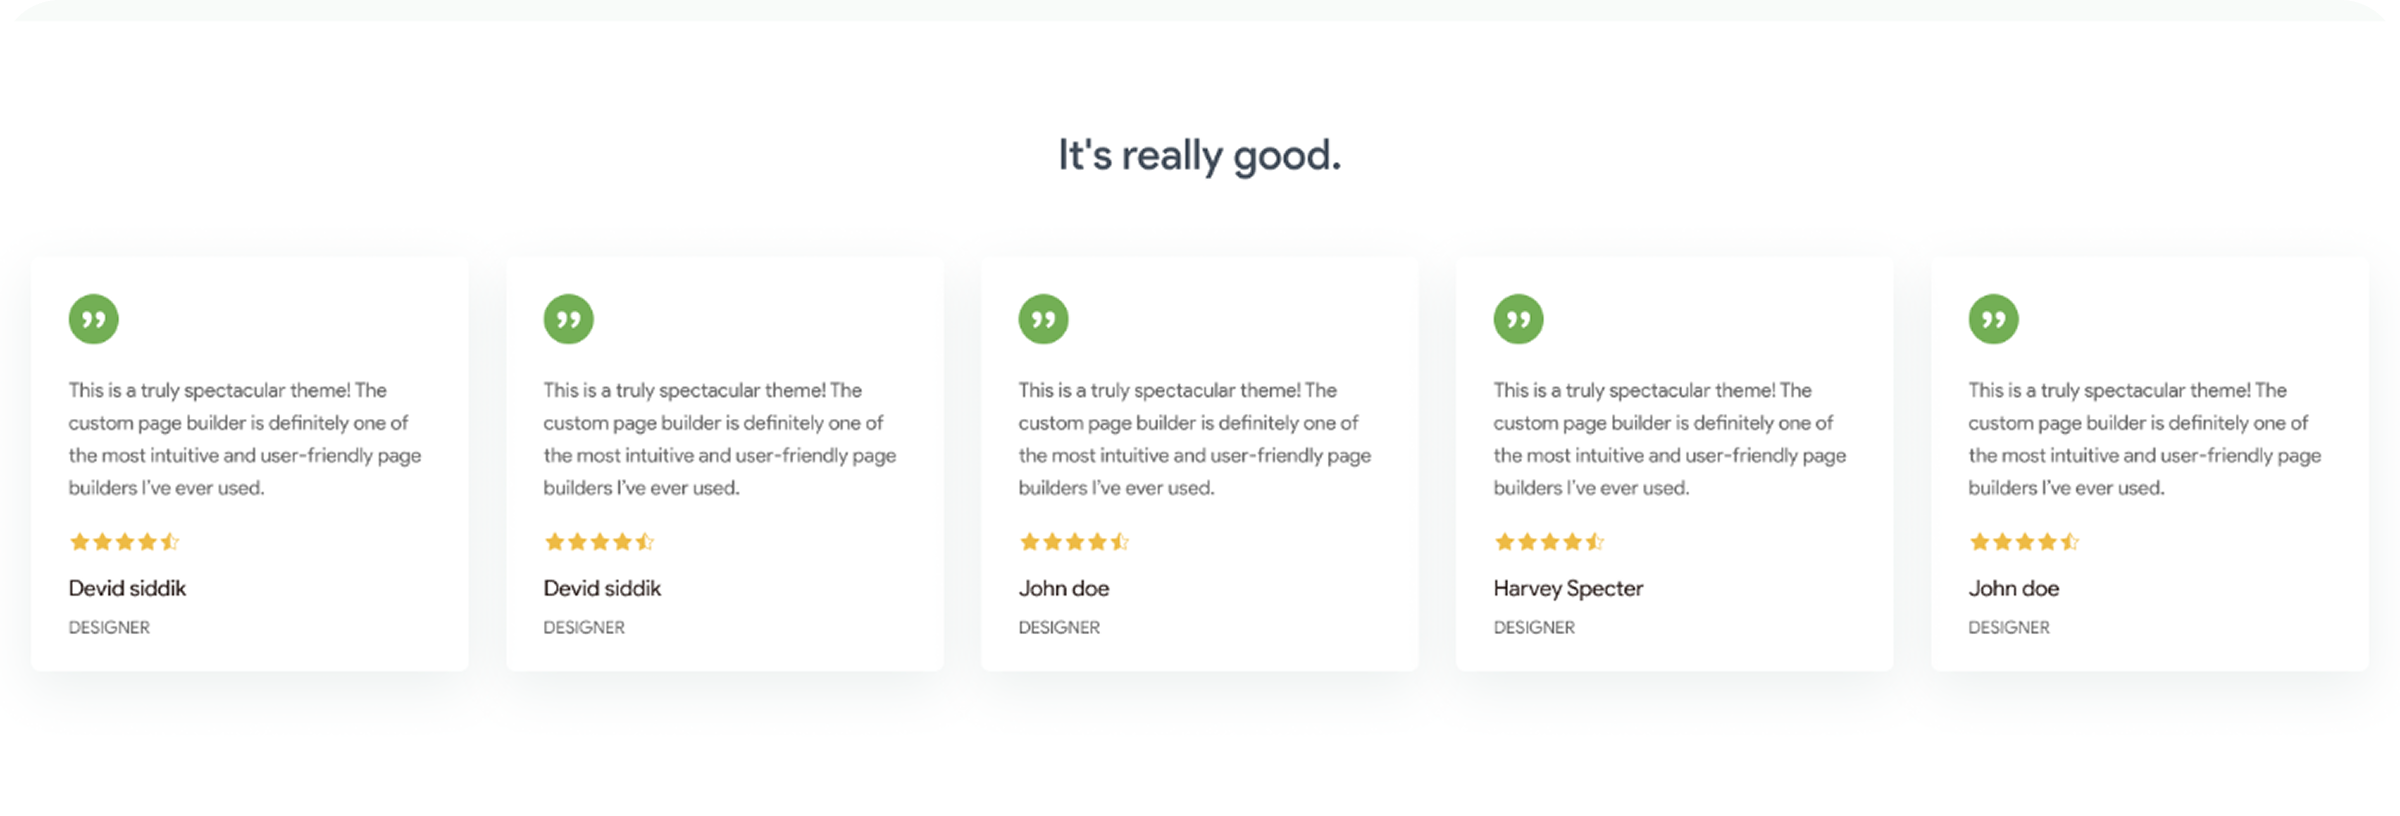 It's really good.
This is a truly spectacular theme! The
custom page builder is definitely one of
the most intuitive and user-friendly page
builders I've ever used.
Devid siddik
DESIGNER
This is a truly spectacular theme! The
custom page builder is definitely one of
the most intuitive and user-friendly page
builders I've ever used.
Devid siddik
DESIGNER
This is a truly spectacular theme! The
custom page builder is definitely one of
the most intuitive and user-friendly page
builders I've ever used.
John doe
DESIGNER
This is a truly spectacular theme! The
custom page builder is definitely one of
the most intuitive and user-friendly page
builders I've ever used.
Harvey Specter
DESIGNER
This is a truly spectacular theme! The
custom page builder is definitely one of
the most intuitive and user-friendly page
builders I've ever used.
John doe
DESIGNER